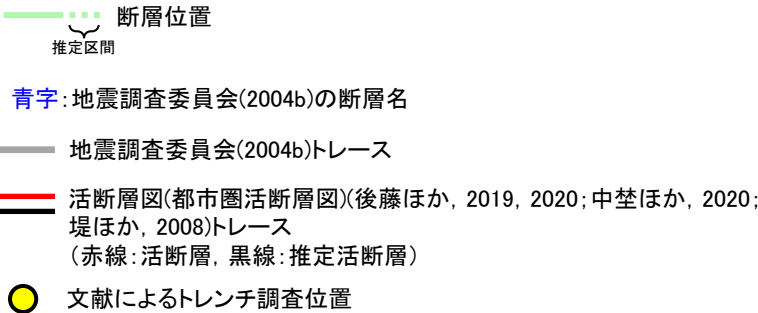 断層位置
推定区間
青字：地震調査委員会(2004b)の断層名
地震調査委員会(2004b)トレース
活断層図(都市圏活断層図)(後藤ほか，2019，2020；中埜ほか，2020；
堤ほか，2008)トレース
（赤線：活断層，黒線：推定活断層）
文献によるトレンチ調査位置